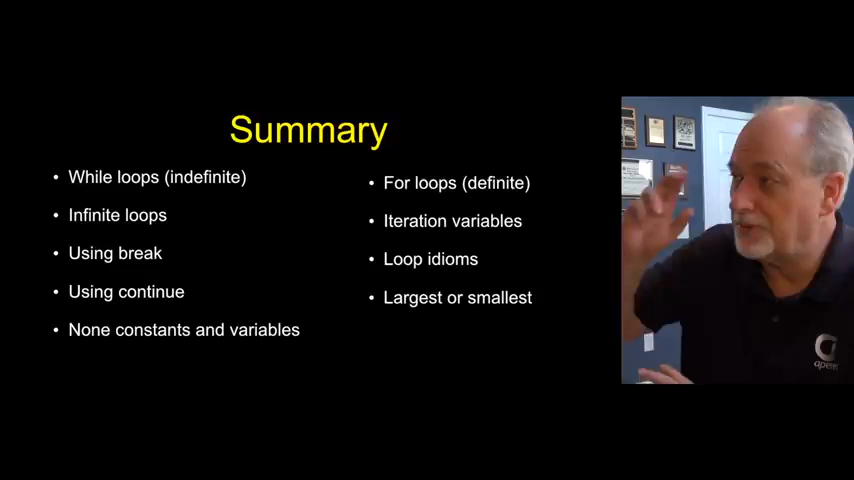 Summary
• While loops (indefinite)
• Infinite loops
• Using break
• Using continue
• None constants and variables
• For loops (definite)
• Iteration variables
• Loop idioms
• Largest or smallest